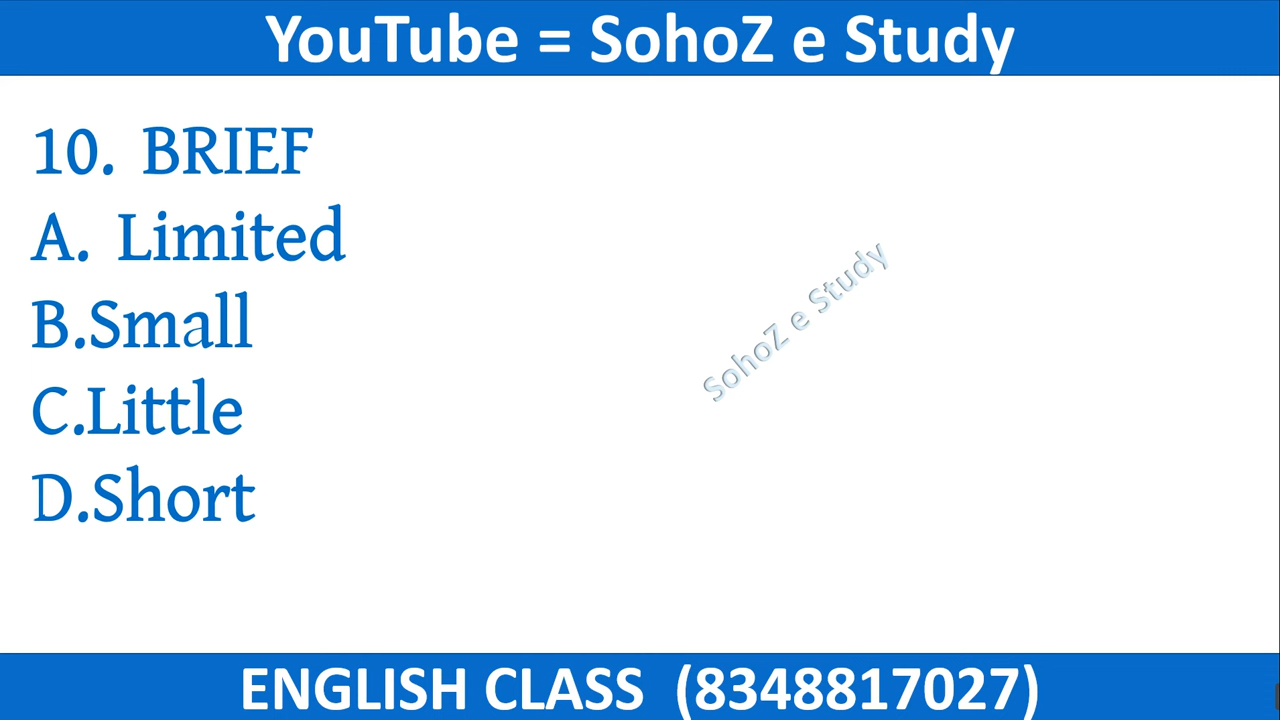 YouTube = SohoZ e Study
10. BRIEF
A. Limited
B.Small
C.Little
D.Short
SohoZ e Study
ENGLISH CLASS (8348817027)